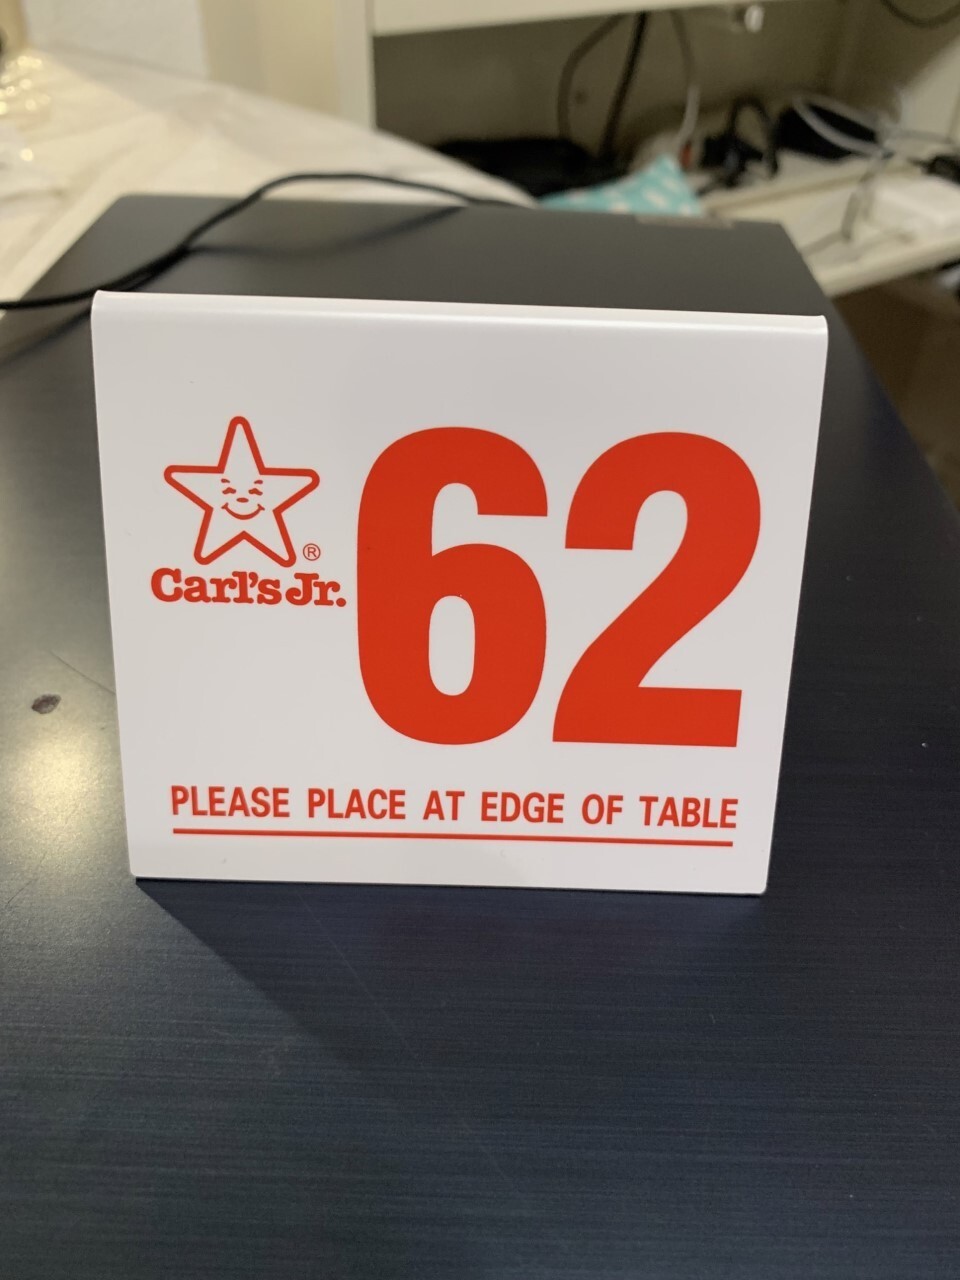 62
®
Carl's Jr.
PLEASE PLACE AT EDGE OF TABLE